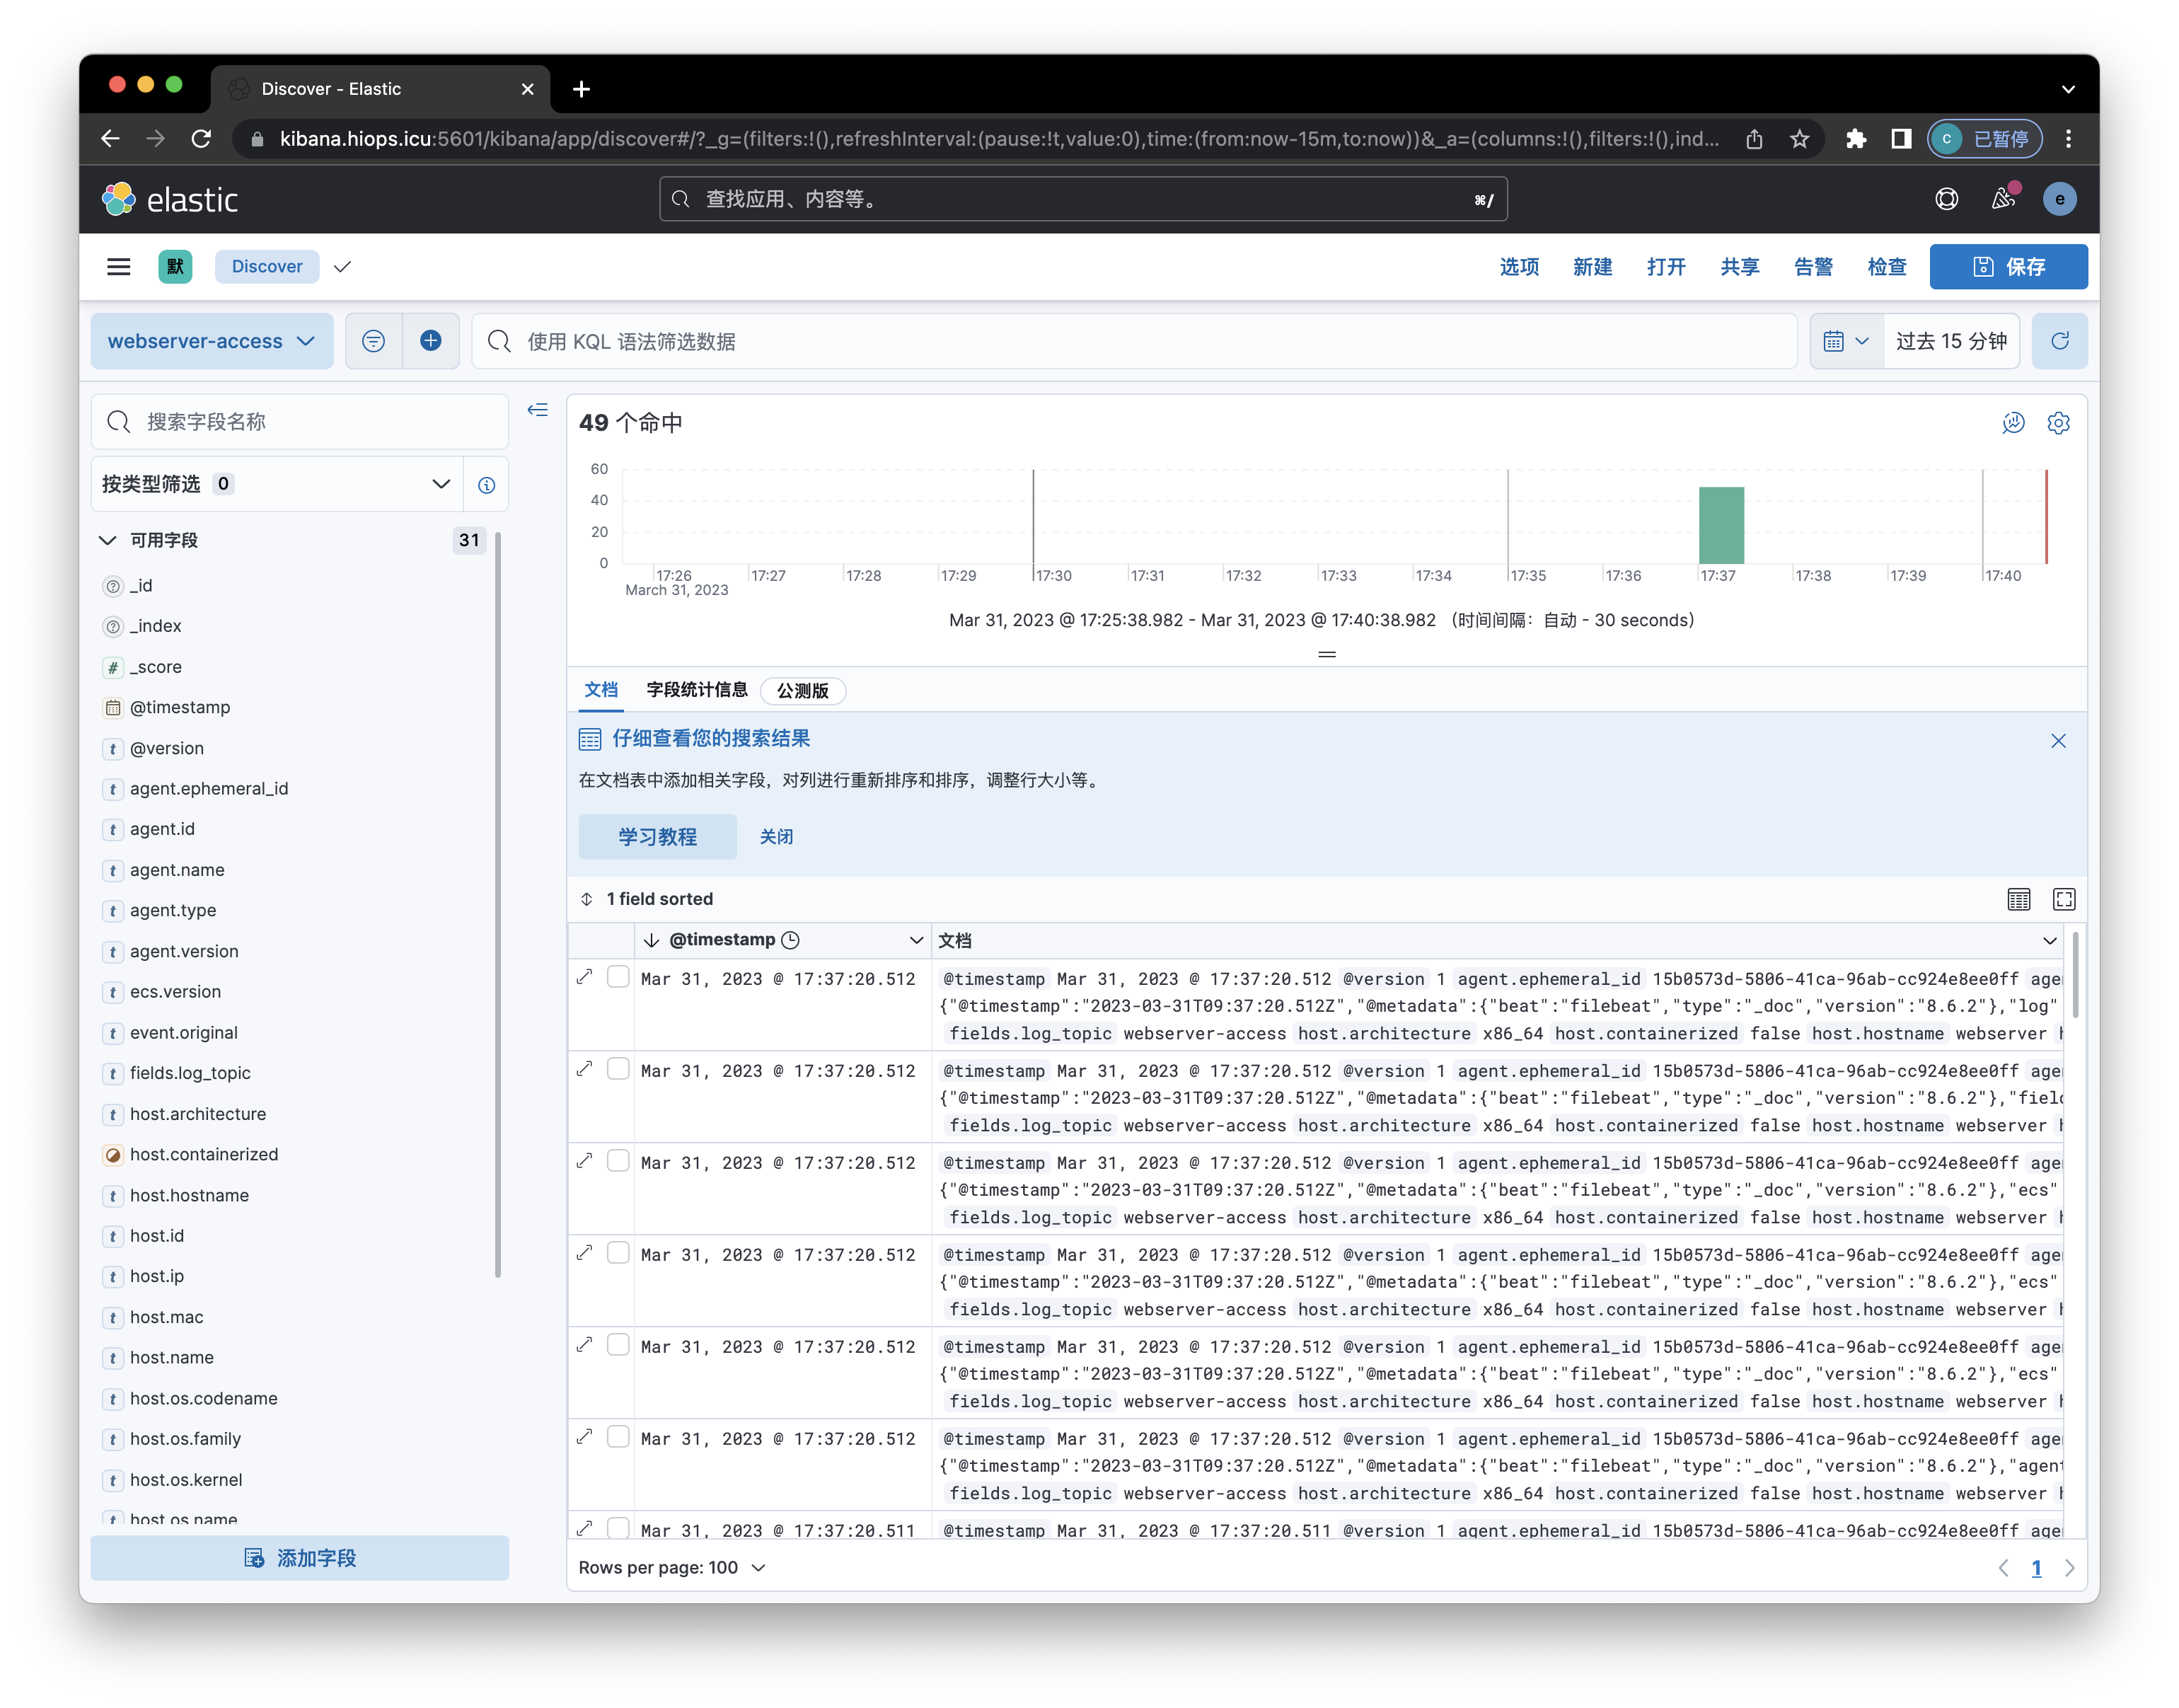 Discover - Elastic
kibana.hiops.icu:5601/kibana/app/discover#/?_g=(filters:!(),refreshInterval:(pause:!t,value:0),time:(from:now-15m,to:now))&_a=(columns:!(),filters:!(),ind...
C 已暂停
elastic
查找应用、内容等。 ⌘/
e
默 Discover
选项 新建 打开 共享 告警 检查 保存
webserver-access
使用 KQL 语法筛选数据
过去 15 分钟
搜索字段名称
按类型筛选 0
可用字段 31
_id
_index
# _score
@timestamp
t @version
t agent.ephemeral_id
t agent.id
t agent.name
t agent.type
t agent.version
t ecs.version
t event.original
t fields.log_topic
t host.architecture
host.containerized
t host.hostname
t host.id
t host.ip
t host.mac
t host.name
t host.os.codename
t host.os.family
t host.os.kernel
t host.os.name
添加字段
49 个命中
60
40
20
0
17:26 17:27 17:28 17:29 17:30 17:31 17:32 17:33 17:34 17:35 17:36 17:37 17:38 17:39 17:40
March 31, 2023
Mar 31, 2023 @ 17:25:38.982 - Mar 31, 2023 @ 17:40:38.982 （时间间隔：自动 - 30 seconds）
文档 字段统计信息 公测版
仔细查看您的搜索结果
在文档表中添加相关字段，对列进行重新排序和排序，调整行大小等。
学习教程 关闭
1 field sorted
@timestamp 文档
Mar 31, 2023 @ 17:37:20.512 @timestamp Mar 31, 2023 @ 17:37:20.512 @version 1 agent.ephemeral_id 15b0573d-5806-41ca-96ab-cc924e8ee0ff age
{"@timestamp":"2023-03-31T09:37:20.512Z","@metadata":{"beat":"filebeat","type":"_doc","version":"8.6.2"},"log"
fields.log_topic webserver-access host.architecture x86_64 host.containerized false host.hostname webserver h
Mar 31, 2023 @ 17:37:20.512 @timestamp Mar 31, 2023 @ 17:37:20.512 @version 1 agent.ephemeral_id 15b0573d-5806-41ca-96ab-cc924e8ee0ff age
{"@timestamp":"2023-03-31T09:37:20.512Z","@metadata":{"beat":"filebeat","type":"_doc","version":"8.6.2"},"field
fields.log_topic webserver-access host.architecture x86_64 host.containerized false host.hostname webserver h
Mar 31, 2023 @ 17:37:20.512 @timestamp Mar 31, 2023 @ 17:37:20.512 @version 1 agent.ephemeral_id 15b0573d-5806-41ca-96ab-cc924e8ee0ff age
{"@timestamp":"2023-03-31T09:37:20.512Z","@metadata":{"beat":"filebeat","type":"_doc","version":"8.6.2"},"ecs"
fields.log_topic webserver-access host.architecture x86_64 host.containerized false host.hostname webserver h
Mar 31, 2023 @ 17:37:20.512 @timestamp Mar 31, 2023 @ 17:37:20.512 @version 1 agent.ephemeral_id 15b0573d-5806-41ca-96ab-cc924e8ee0ff age
{"@timestamp":"2023-03-31T09:37:20.512Z","@metadata":{"beat":"filebeat","type":"_doc","version":"8.6.2"},"ecs"
fields.log_topic webserver-access host.architecture x86_64 host.containerized false host.hostname webserver h
Mar 31, 2023 @ 17:37:20.512 @timestamp Mar 31, 2023 @ 17:37:20.512 @version 1 agent.ephemeral_id 15b0573d-5806-41ca-96ab-cc924e8ee0ff age
{"@timestamp":"2023-03-31T09:37:20.512Z","@metadata":{"beat":"filebeat","type":"_doc","version":"8.6.2"},"ecs"
fields.log_topic webserver-access host.architecture x86_64 host.containerized false host.hostname webserver h
Mar 31, 2023 @ 17:37:20.512 @timestamp Mar 31, 2023 @ 17:37:20.512 @version 1 agent.ephemeral_id 15b0573d-5806-41ca-96ab-cc924e8ee0ff age
{"@timestamp":"2023-03-31T09:37:20.512Z","@metadata":{"beat":"filebeat","type":"_doc","version":"8.6.2"},"agent
fields.log_topic webserver-access host.architecture x86_64 host.containerized false host.hostname webserver h
Mar 31, 2023 @ 17:37:20.511 @timestamp Mar 31, 2023 @ 17:37:20.511 @version 1 agent.ephemeral_id 15b0573d-5806-41ca-96ab-cc924e8ee0ff age
Rows per page: 100
1